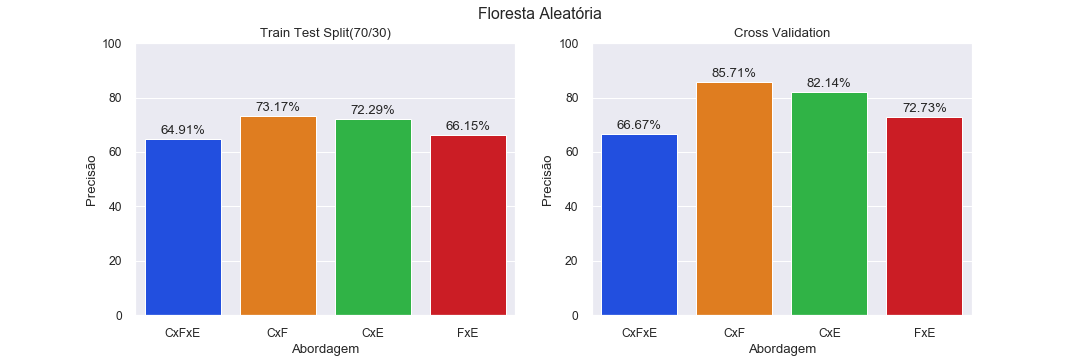 Floresta Aleatória
Train Test Split(70/30)
100
80
60
40
20
0
Precisão
64.91%
73.17%
72.29%
66.15%
CxFxE
CxF
CxE
FxE
Abordagem
Cross Validation
100
80
60
40
20
0
Precisão
66.67%
85.71%
82.14%
72.73%
CxFxE
CxF
CxE
FxE
Abordagem